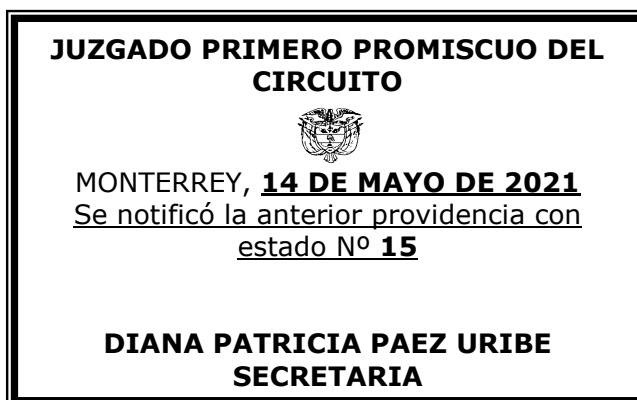 JUZGADO PRIMERO PROMISCUO DEL
CIRCUITO
MONTERREY, 14 DE MAYO DE 2021
Se notificó la anterior providencia con
estado Nº 15
DIANA PATRICIA PAEZ URIBE
SECRETARIA